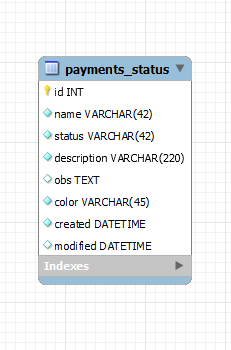 payments_status
id INT
name VARCHAR(42)
status VARCHAR(42)
description VARCHAR(220)
obs TEXT
color VARCHAR(45)
created DATETIME
modified DATETIME
Indexes